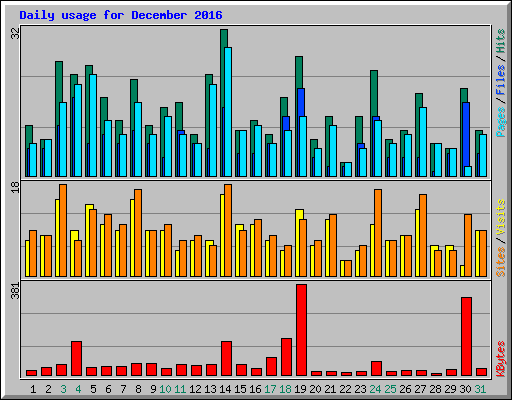 Daily usage for December 2016
32
Pages/Files/Hits
18
Sites/Visits
381
KBytes
1 2 3 4 5 6 7 8 9 10 11 12 13 14 15 16 17 18 19 20 21 22 23 24 25 26 27 28 29 30 31